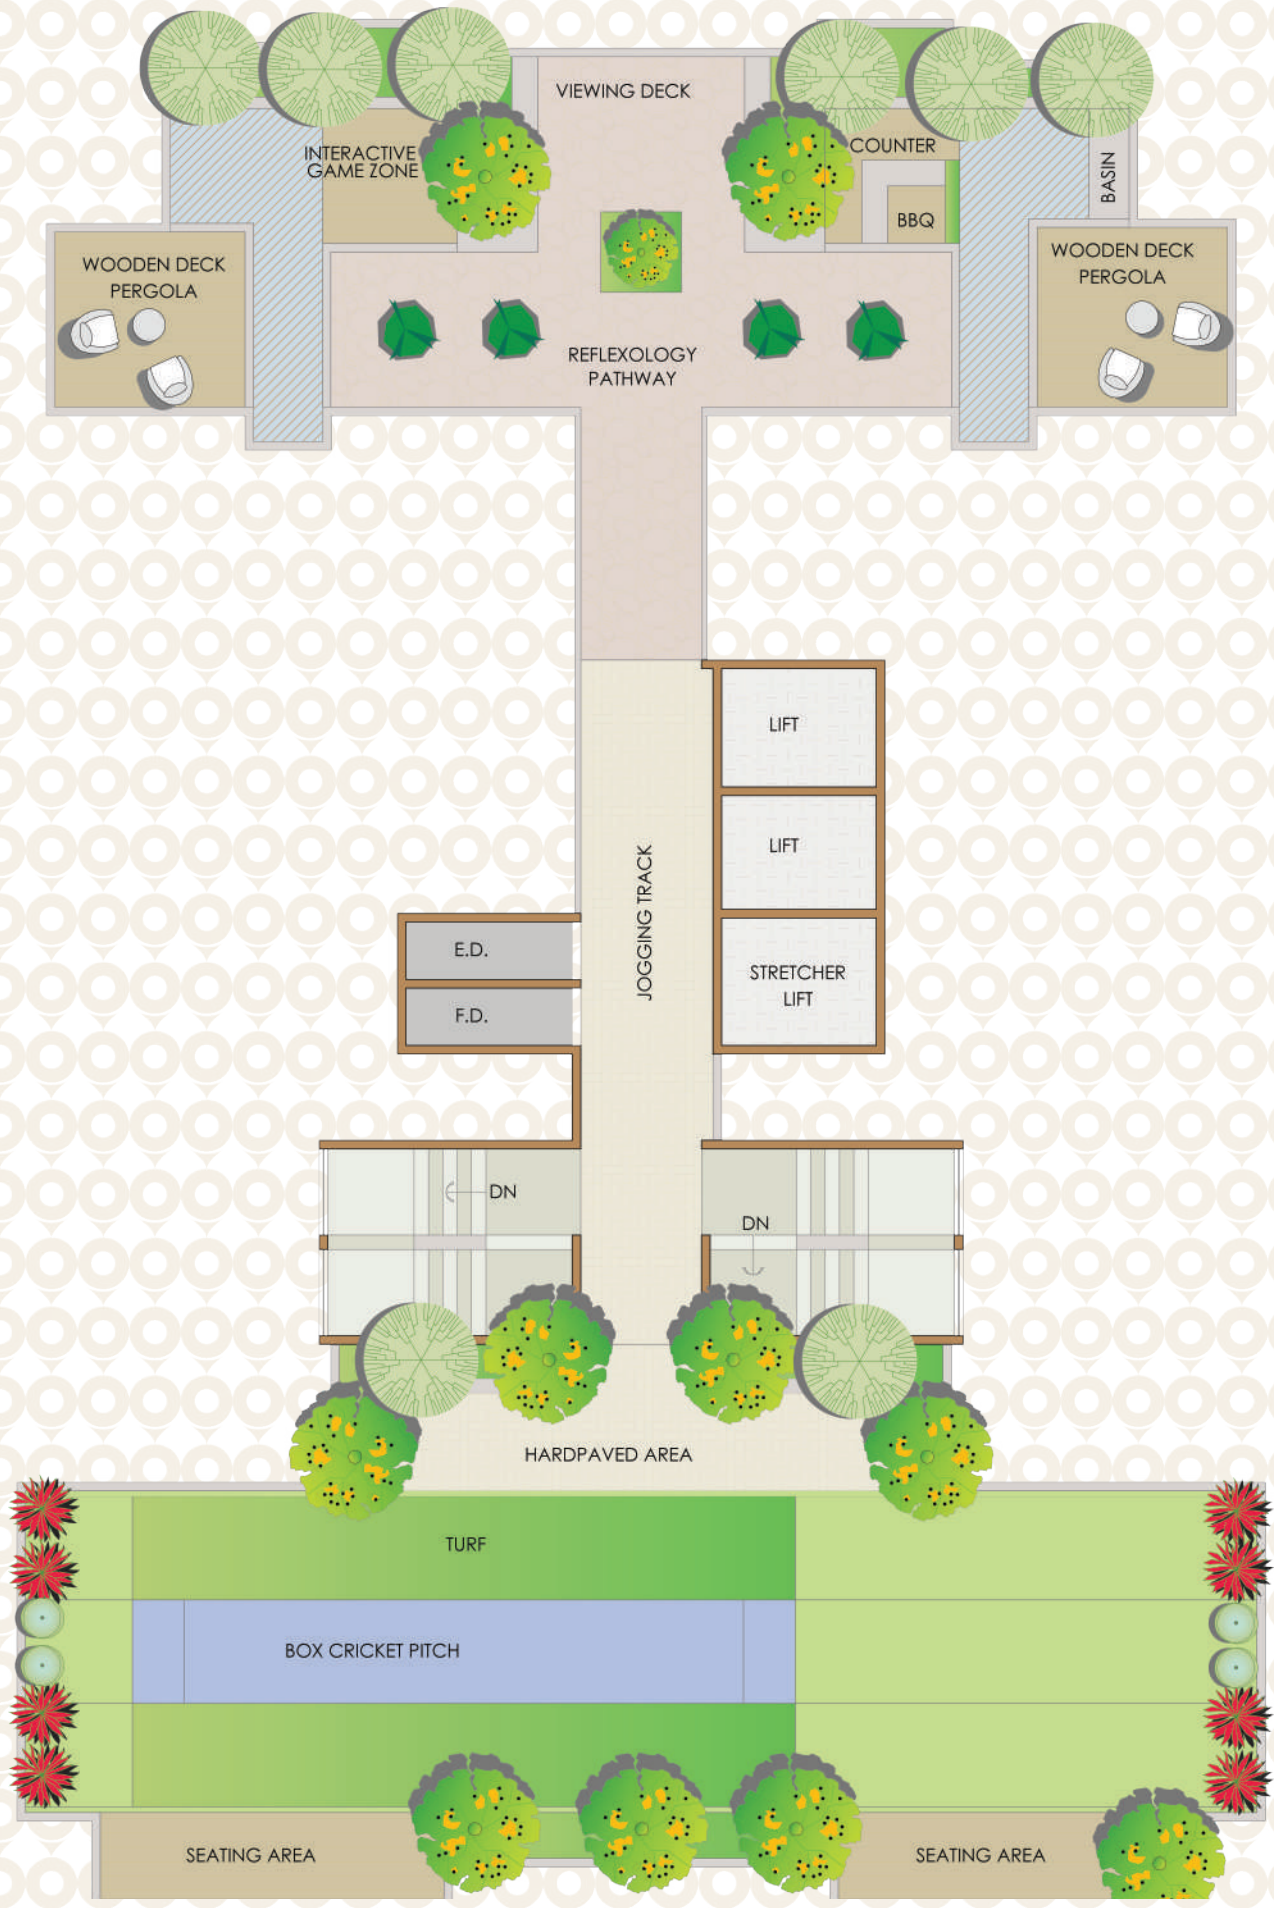 VIEWING DECK
INTERACTIVE
GAME ZONE
COUNTER
BASIN
BBQ
WOODEN DECK
PERGOLA
WOODEN DECK
PERGOLA
REFLEXOLOGY
PATHWAY
LIFT
LIFT
JOGGING TRACK
E.D.
F.D.
STRETCHER
LIFT
DN
DN
HARDPAVED AREA
TURF
BOX CRICKET PITCH
SEATING AREA
SEATING AREA